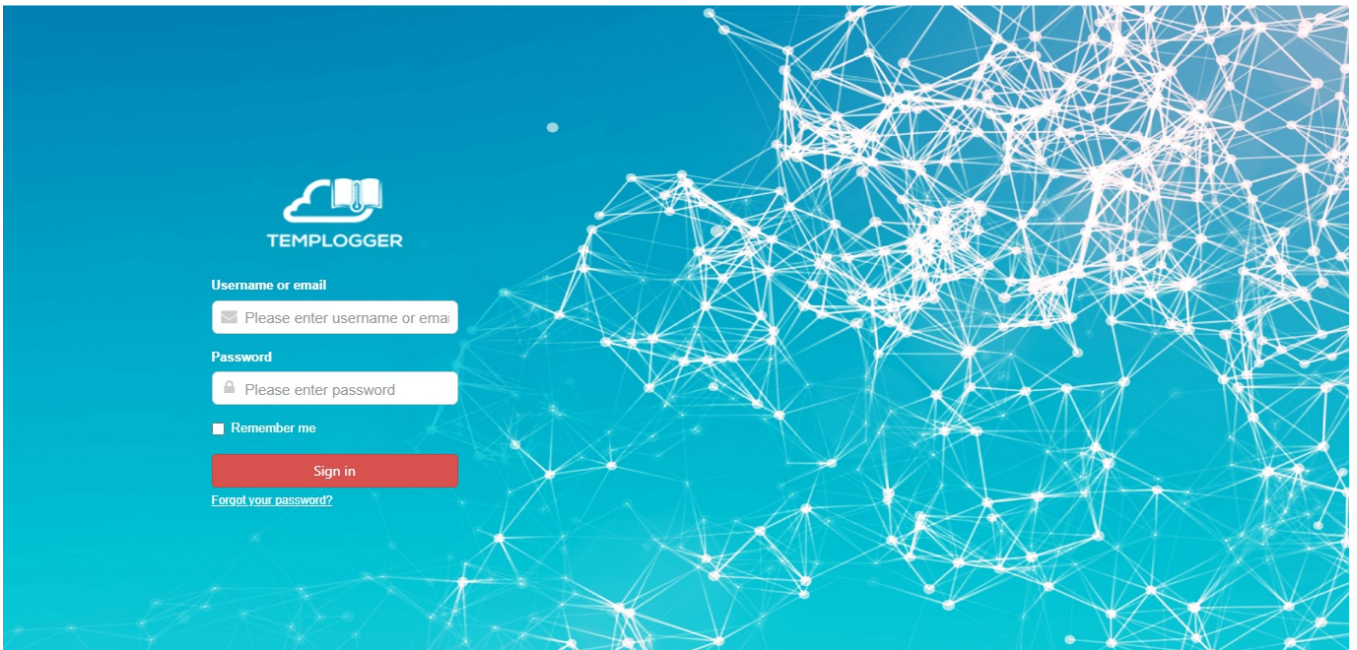 TEMPLOGGER
Username or email
Please enter username or emai
Password
Please enter password
Remember me
Sign in
Forgot your password?